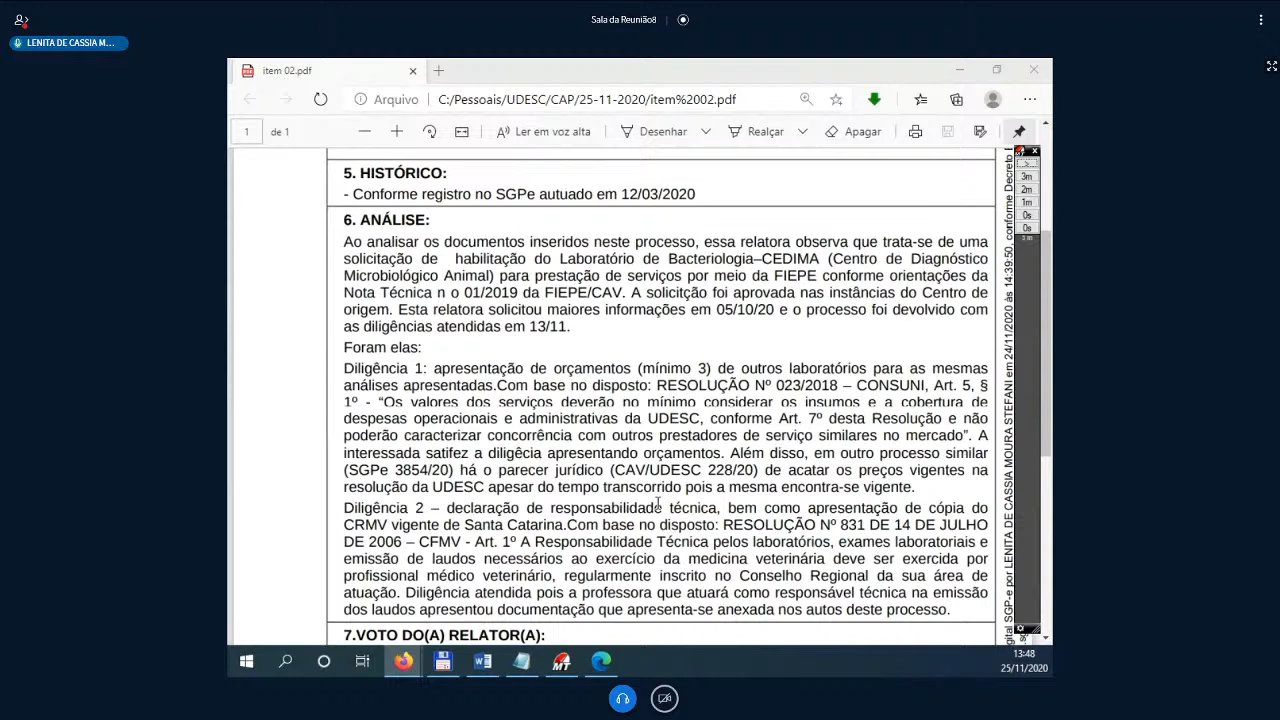 Sala da Reunião8
LENITA DE CASSIA M...
item 02.pdf
Arquivo
C:/Pessoais/UDESC/CAP/25-11-2020/item%2002.pdf
1 de 1
Ler em voz alta
Desenhar
Realçar
Apagar
5. HISTÓRICO:
- Conforme registro no SGPe autuado em 12/03/2020
6. ANÁLISE:
Ao analisar os documentos inseridos neste processo, essa relatora observa que trata-se de uma
solicitação de habilitação do Laboratório de Bacteriologia–CEDIMA (Centro de Diagnóstico
Microbiológico Animal) para prestação de serviços por meio da FIEPE conforme orientações da
Nota Técnica n o 01/2019 da FIEPE/CAV. A solicitção foi aprovada nas instâncias do Centro de
origem. Esta relatora solicitou maiores informações em 05/10/20 e o processo foi devolvido com
as diligências atendidas em 13/11.
Foram elas:
Diligência 1: apresentação de orçamentos (mínimo 3) de outros laboratórios para as mesmas
análises apresentadas.Com base no disposto: RESOLUÇÃO Nº 023/2018 – CONSUNI, Art. 5, §
1º - “Os valores dos serviços deverão no mínimo considerar os insumos e a cobertura de
despesas operacionais e administrativas da UDESC, conforme Art. 7º desta Resolução e não
poderão caracterizar concorrência com outros prestadores de serviço similares no mercado”. A
interessada satifez a diligêcia apresentando orçamentos. Além disso, em outro processo similar
(SGPe 3854/20) há o parecer jurídico (CAV/UDESC 228/20) de acatar os preços vigentes na
resolução da UDESC apesar do tempo transcorrido pois a mesma encontra-se vigente.
Diligência 2 – declaração de responsabilidade técnica, bem como apresentação de cópia do
CRMV vigente de Santa Catarina.Com base no disposto: RESOLUÇÃO Nº 831 DE 14 DE JULHO
DE 2006 – CFMV - Art. 1º A Responsabilidade Técnica pelos laboratórios, exames laboratoriais e
emissão de laudos necessários ao exercício da medicina veterinária deve ser exercida por
profissional médico veterinário, regularmente inscrito no Conselho Regional da sua área de
atuação. Diligência atendida pois a professora que atuará como responsável técnica na emissão
dos laudos apresentou documentação que apresenta-se anexada nos autos deste processo.
7.VOTO DO(A) RELATOR(A):
gital SGP-e por LENITA DE CASSIA MOURA STEFANI em 24/11/2020 às 14:39:50, conforme Decreto
MT
3m
2m
1m
0s
0s
MT
13:48
25/11/2020